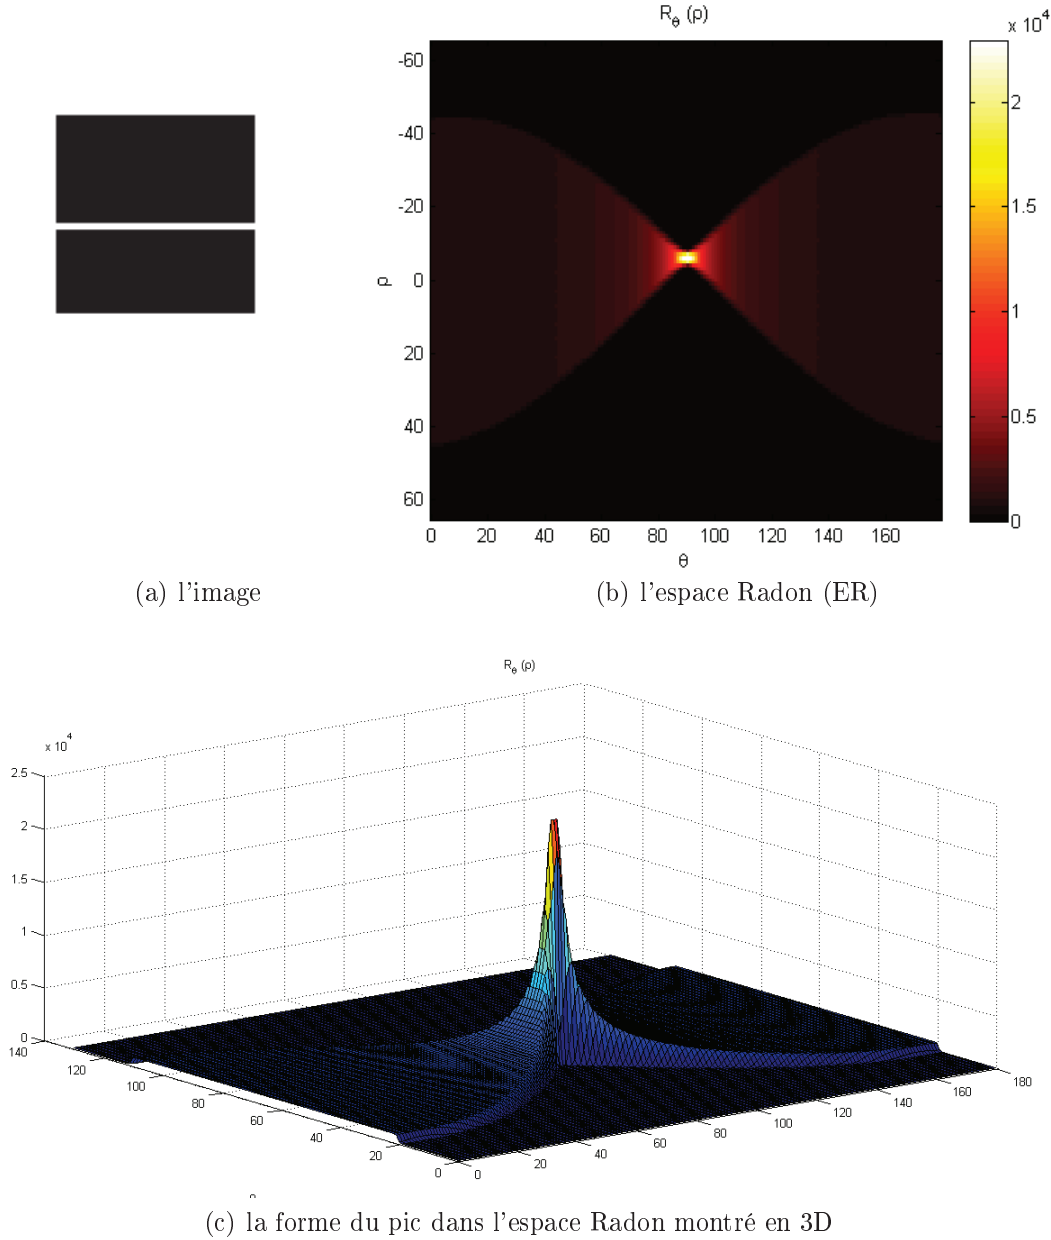 R_θ (ρ)
x 10^4
-60
-40
-20
0
20
40
60
ρ
0 20 40 60 80 100 120 140 160
θ
2
1.5
1
0.5
0
(a) l'image
(b) l'espace Radon (ER)
R_θ (ρ)
x 10^4
2.5
2
1.5
1
0.5
0
140 120 100 80 60 40 20 0
0 20 40 60 80 100 120 140 160 180
(c) la forme du pic dans l'espace Radon montré en 3D